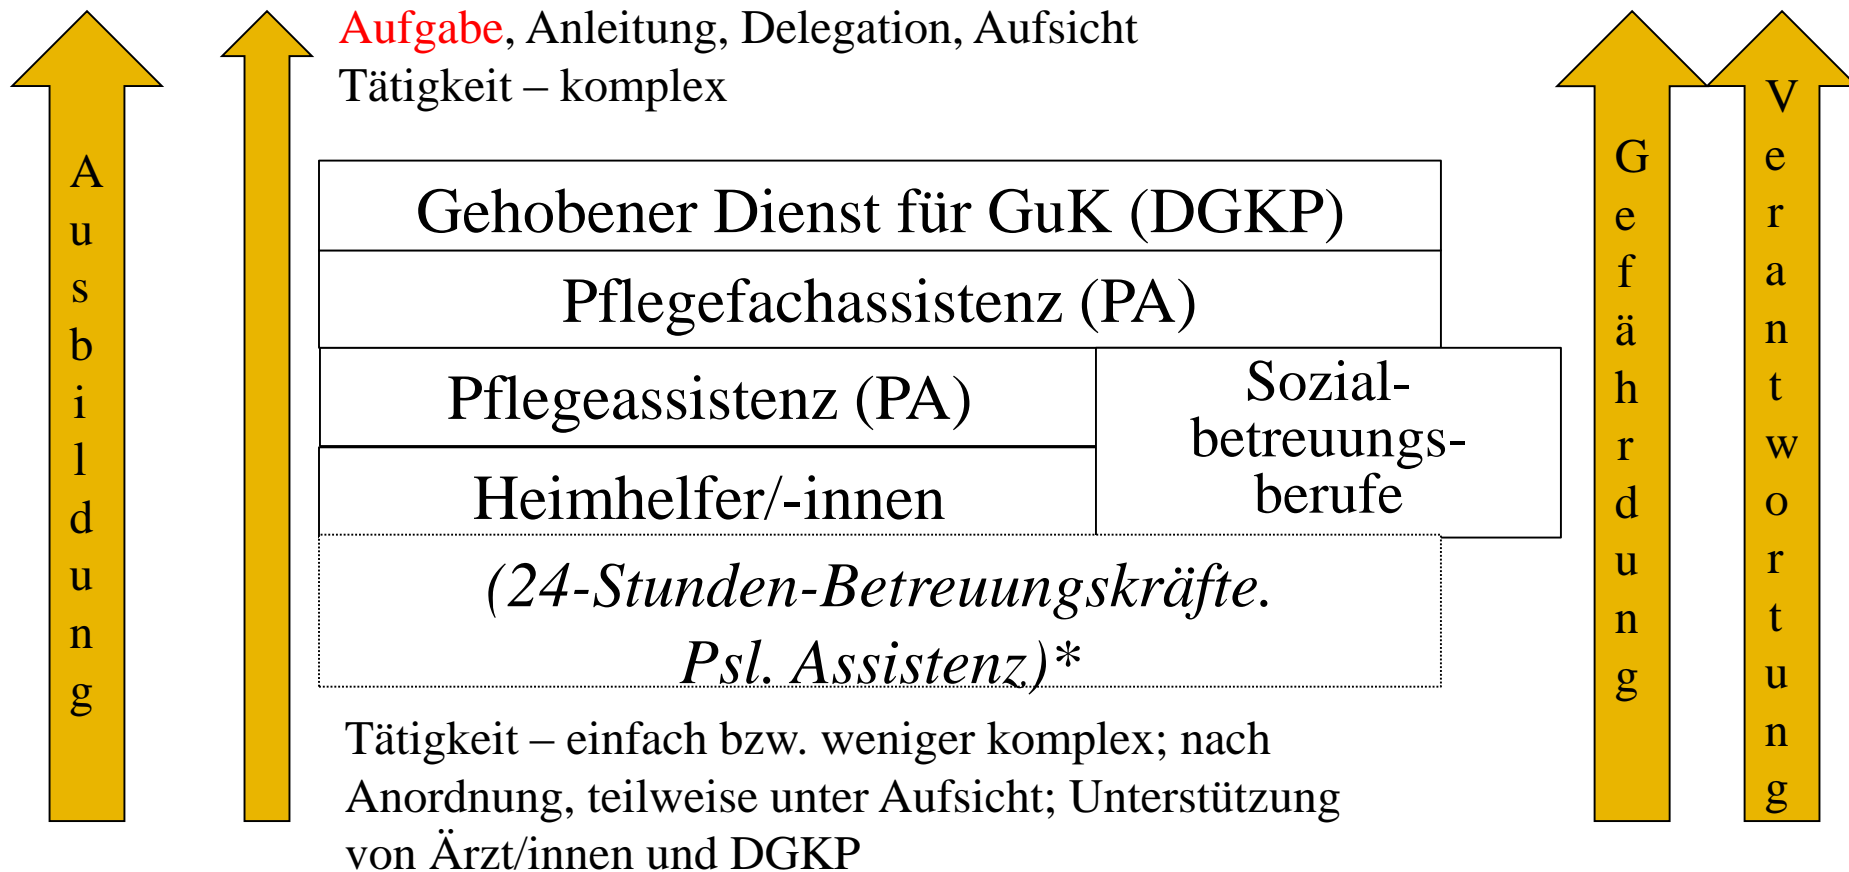 Aufgabe, Anleitung, Delegation, Aufsicht
Tätigkeit – komplex
Ausbildung
Gehobener Dienst für GuK (DGKP)
Pflegefachassistenz (PA)
Pflegeassistenz (PA)
Sozial-
betreuungs-
berufe
Heimhelfer/-innen
(24-Stunden-Betreuungskräfte.
Psl. Assistenz)*
Gefährdung
Verantwortung
Tätigkeit – einfach bzw. weniger komplex; nach
Anordnung, teilweise unter Aufsicht; Unterstützung
von Ärzt/innen und DGKP